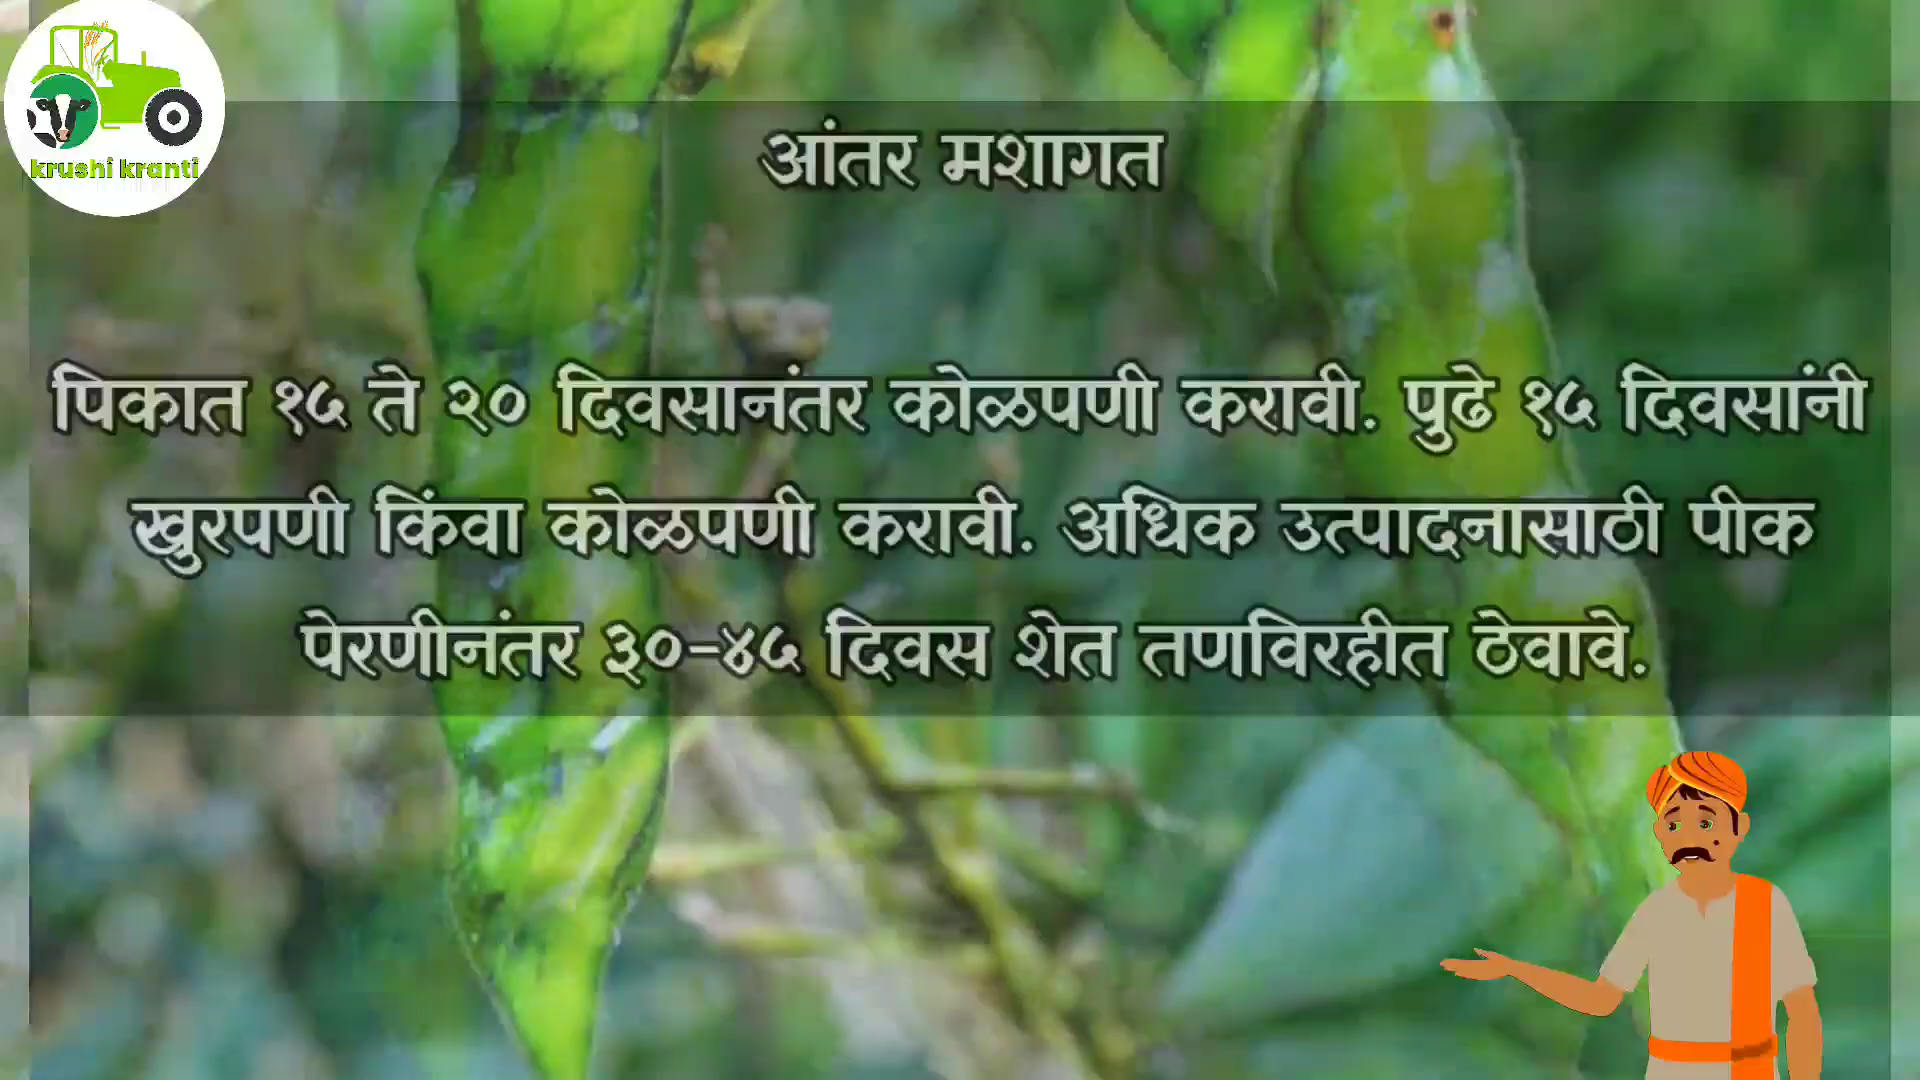 krushi kranti
आंतर मशागत
पिकात १५ ते २० दिवसानंतर कोळपणी करावी. पुढे १५ दिवसांनी
खुरपणी किंवा कोळपणी करावी. अधिक उत्पादनासाठी पीक
पेरणीनंतर ३०-४५ दिवस शेत तणविरहीत ठेवावे.